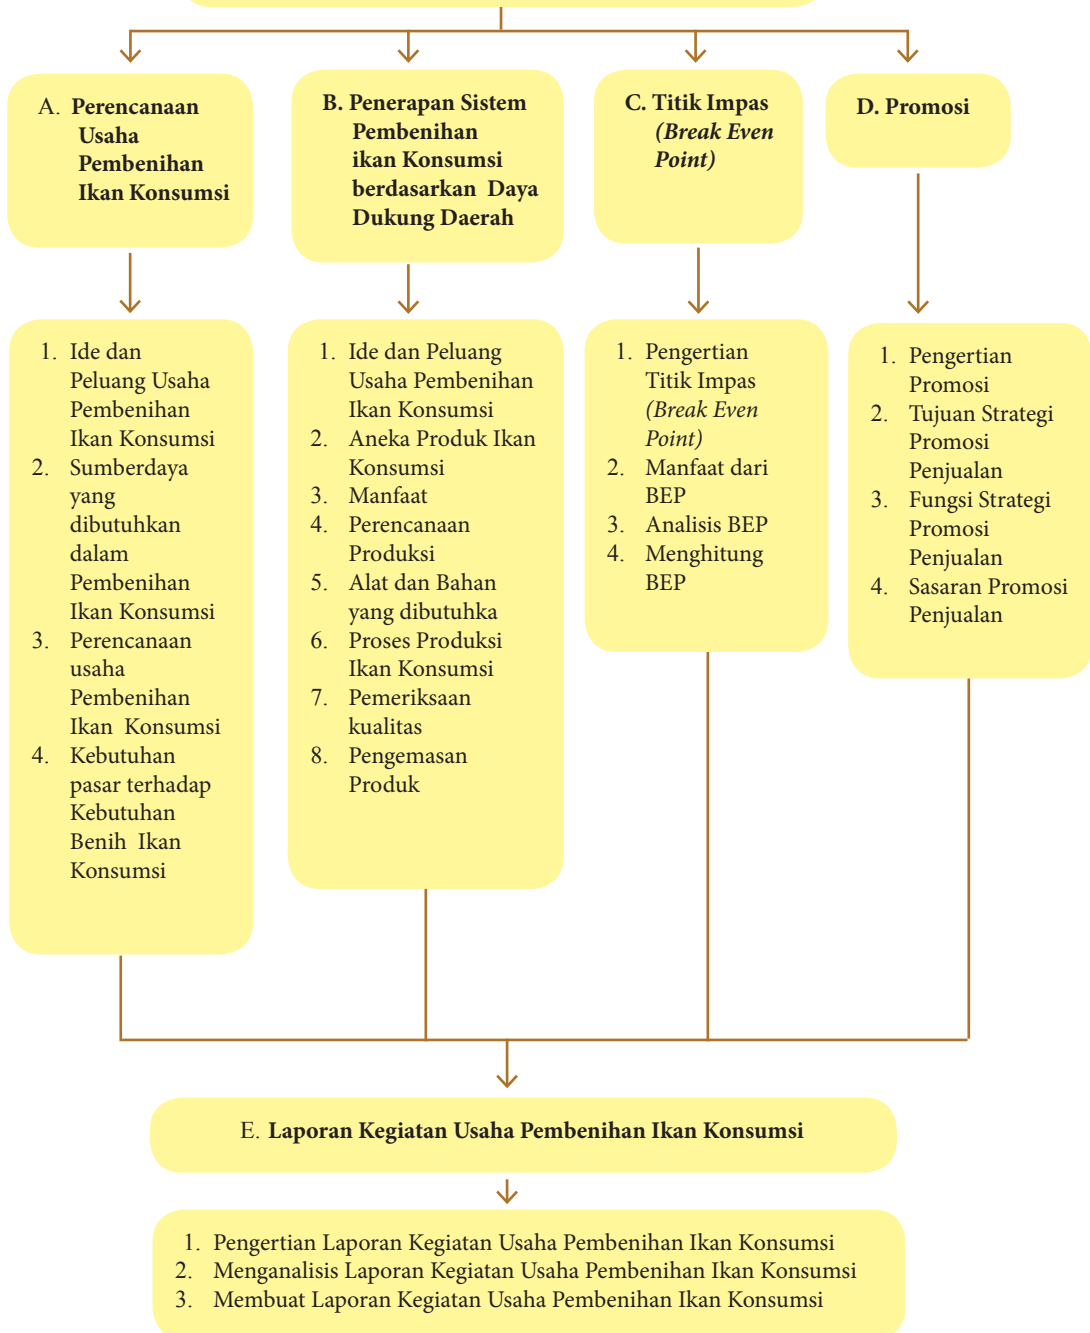 A. Perencanaan
Usaha
Pembenihan
Ikan Konsumsi
B. Penerapan Sistem
Pembenihan
ikan Konsumsi
berdasarkan Daya
Dukung Daerah
C. Titik Impas
(Break Even
Point)
D. Promosi
1. Ide dan
Peluang Usaha
Pembenihan
Ikan Konsumsi
2. Sumberdaya
yang
dibutuhkan
dalam
Pembenihan
Ikan Konsumsi
3. Perencanaan
usaha
Pembenihan
Ikan Konsumsi
4. Kebutuhan
pasar terhadap
Kebutuhan
Benih Ikan
Konsumsi
1. Ide dan Peluang
Usaha Pembenihan
Ikan Konsumsi
2. Aneka Produk Ikan
Konsumsi
3. Manfaat
4. Perencanaan
Produksi
5. Alat dan Bahan
yang dibutuhka
6. Proses Produksi
Ikan Konsumsi
7. Pemeriksaan
kualitas
8. Pengemasan
Produk
1. Pengertian
Titik Impas
(Break Even
Point)
2. Manfaat dari
BEP
3. Analisis BEP
4. Menghitung
BEP
1. Pengertian
Promosi
2. Tujuan Strategi
Promosi
Penjualan
3. Fungsi Strategi
Promosi
Penjualan
4. Sasaran Promosi
Penjualan
E. Laporan Kegiatan Usaha Pembenihan Ikan Konsumsi
1. Pengertian Laporan Kegiatan Usaha Pembenihan Ikan Konsumsi
2. Menganalisis Laporan Kegiatan Usaha Pembenihan Ikan Konsumsi
3. Membuat Laporan Kegiatan Usaha Pembenihan Ikan Konsumsi